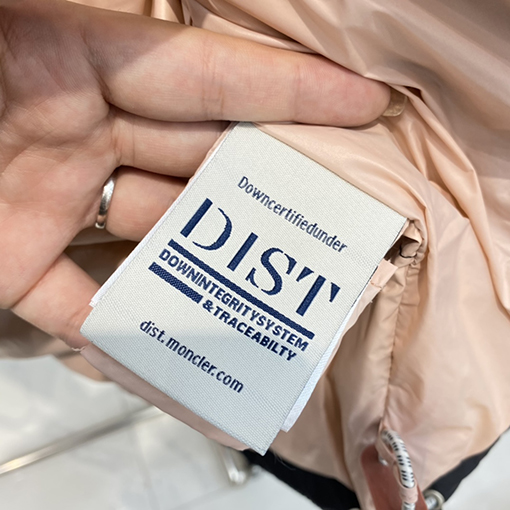 Downcertifiedunder
DIST
DOWNINTEGRITYSYSTEM
&TRACEABILTY
dist.moncler.com